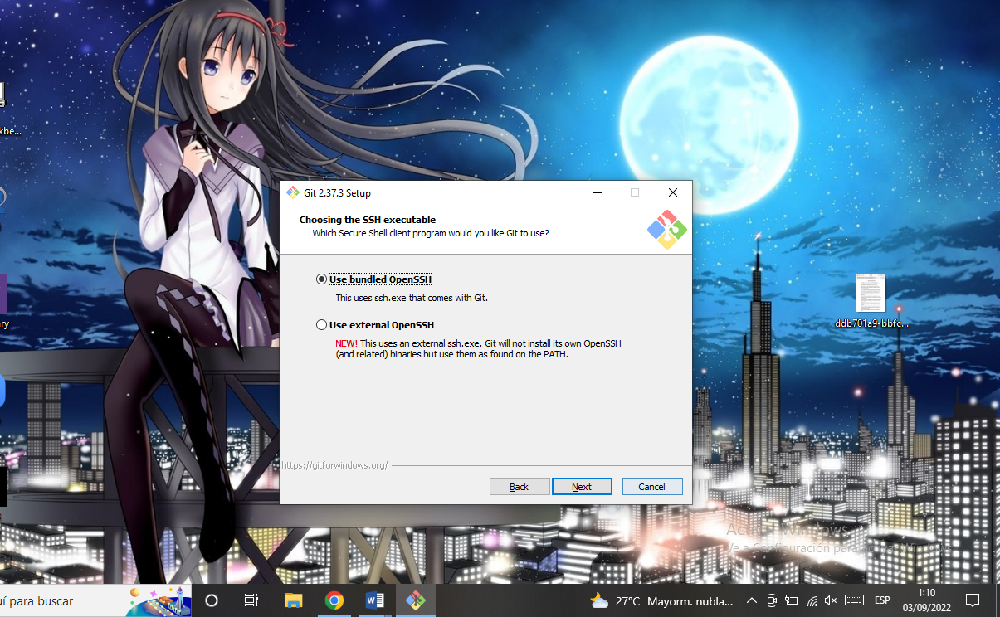 kbe...
ry
Git 2.37.3 Setup
Choosing the SSH executable
Which Secure Shell client program would you like Git to use?
Use bundled OpenSSH
This uses ssh.exe that comes with Git.
Use external OpenSSH
NEW! This uses an external ssh.exe. Git will not install its own OpenSSH
(and related) binaries but use them as found on the PATH.
https://gitforwindows.org/
Back
Next
Cancel
ddb701a9-bbfc...
Windows
Ve a Configuración para
uí para buscar
27°C Mayorm. nubla...
ESP
1:10
03/09/2022